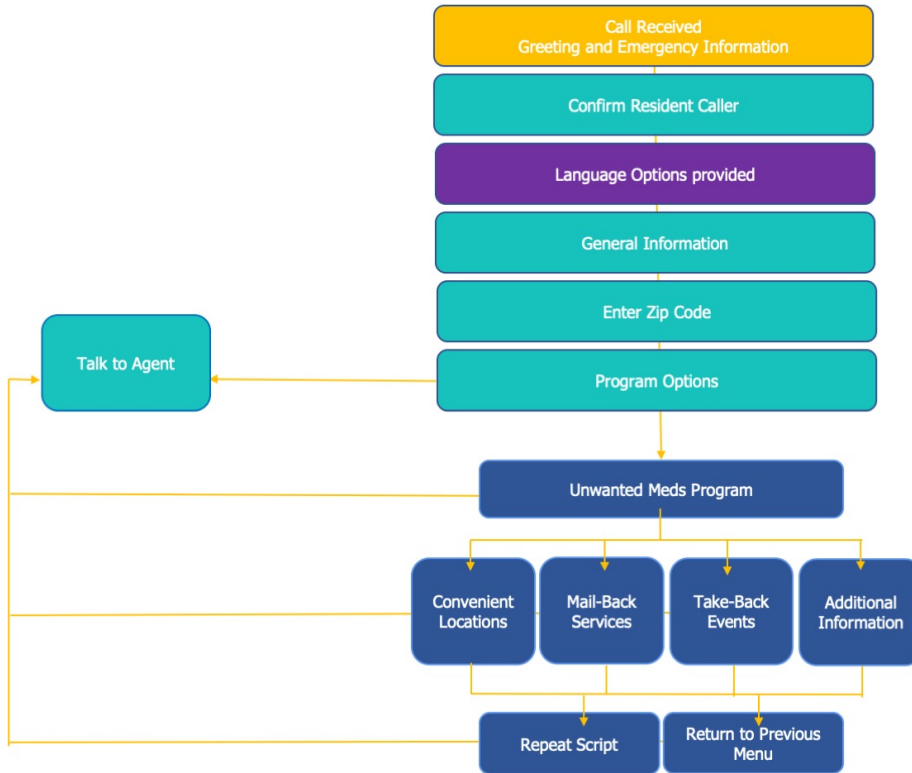 Call Received
Greeting and Emergency Information
Confirm Resident Caller
Language Options provided
General Information
Enter Zip Code
Talk to Agent
Program Options
Unwanted Meds Program
Convenient
Locations
Mail-Back
Services
Take-Back
Events
Additional
Information
Repeat Script
Return to Previous
Menu